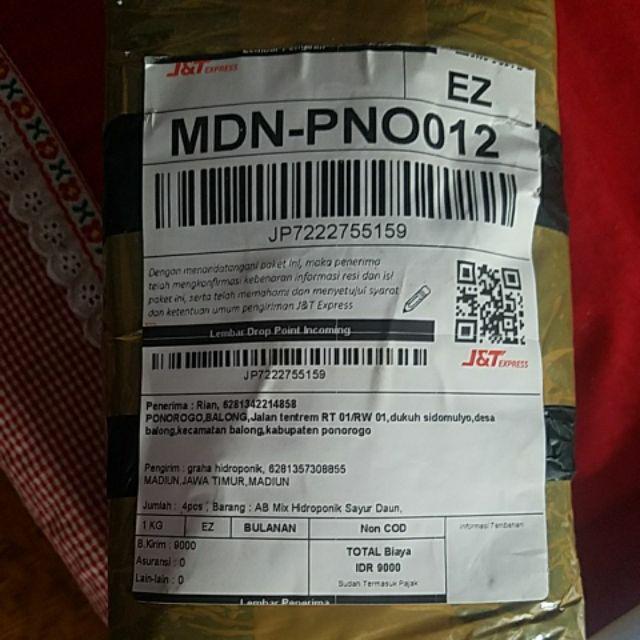 Lembar Pengirim
J&T EXPRESS
EZ
MDN-PNO012
JP7222755159
Dengan menandatangani paket ini, maka penerima
telah mengkonfirmasi kebenaran informasi resi dan isi
paket ini, serta telah memahami dan menyetujui syarat
dan ketentuan umum pengiriman J&T Express
Lembar Drop Point Incoming
J&T EXPRESS
JP7222755159
Penerima : Rian, 6281342214858
PONOROGO,BALONG,Jalan tentrem RT 01/RW 01,dukuh sidomulyo,desa
balong,kecamatan balong,kabupaten ponorogo
Pengirim : graha hidroponik, 6281357308855
MADIUN,JAWA TIMUR,MADIUN
Jumlah : 4pcs , Barang : AB Mix Hidroponik Sayur Daun,
1 KG EZ BULANAN Non COD Informasi Tambahan
B.Kirim : 9000
Asuransi : 0
Lain-lain : 0
TOTAL Biaya
IDR 9000
Sudah Termasuk Pajak
Lembar Penerima